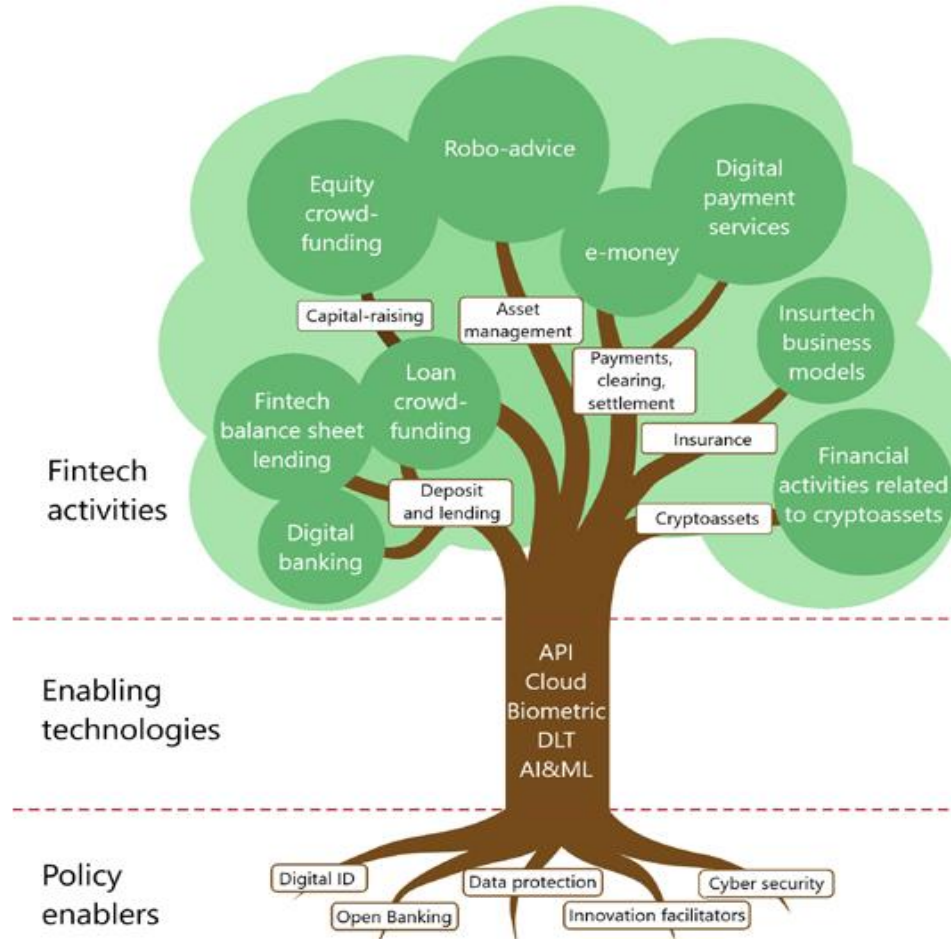 Robo-advice
Equity
crowd-
funding
Digital
payment
services
e-money
Capital-raising
Asset
management
Insurtech
business
models
Payments,
clearing,
settlement
Loan
crowd-
funding
Fintech
balance sheet
lending
Insurance
Fintech
activities
Deposit
and lending
Financial
activities related
to cryptoassets
Cryptoassets
Digital
banking
Enabling
technologies
API
Cloud
Biometric
DLT
AI&ML
Policy
enablers
Digital ID
Open Banking
Data protection
Innovation facilitators
Cyber security